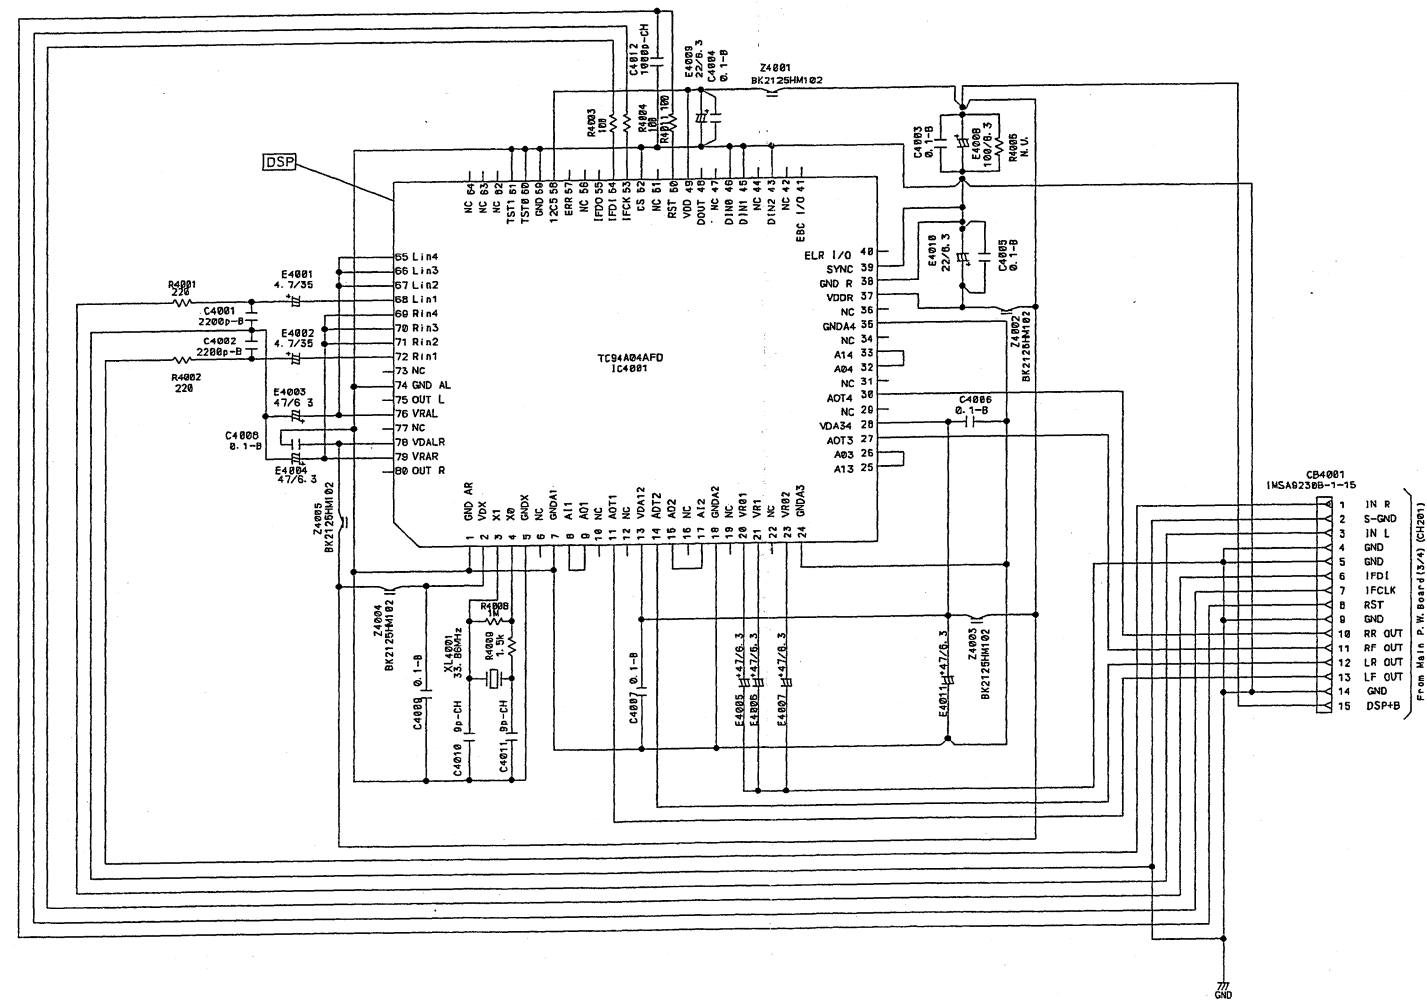 DSP
C4012
1000p-CH
E4009
22/6.3
C4004
0.1-B
Z4001
BK2125HM102
R4003
100
R4004
100
R4011 100
C4003
0.1-B
E4008
100/6.3
R4005
N.U.
NC 64
NC 63
NC 62
TST1 61
TST0 60
GND 59
I2CS 58
ERR 57
NC 56
IFDO 55
IFDI 54
IFCK 53
CS 52
NC 51
RST 50
VDD 49
DOUT 48
NC 47
DIN0 46
DIN1 45
NC 44
DIN2 43
NC 42
EBC I/O 41
65 Lin4
66 Lin3
67 Lin2
68 Lin1
69 Rin4
70 Rin3
71 Rin2
72 Rin1
73 NC
74 GND AL
75 OUT L
76 VRAL
77 NC
78 VDALR
79 VRAR
80 OUT R
R4001
220
E4001
4.7/35
C4001
2200p-B
E4002
4.7/35
C4002
2200p-B
R4002
220
E4003
47/6 3
C4008
0.1-B
E4004
47/6.3
Z4005
BK2125HM102
TC94A04AFD
IC4001
ELR I/O 40
SYNC 39
GND R 38
VDDR 37
NC 36
GNDA4 35
NC 34
A14 33
A04 32
NC 31
AOT4 30
NC 29
VDA34 28
AOT3 27
A03 26
A13 25
E4010
22/6.3
C4005
0.1-B
Z4002
BK2125HM102
C4006
0.1-B
GND AR
VDX
X1
X0
GNDX
NC
GNDA1
AI1
AO1
NC
AOT1
NC
VDA12
AOT2
AO2
NC
AI2
GNDA2
NC
VR01
VR1
NC
VR02
GNDA3
1
2
3
4
5
6
7
8
9
10
11
12
13
14
15
16
17
18
19
20
21
22
23
24
Z4004
BK2125HM102
C4009 0.1-B
R4008
1M
XL4001
33.86MHz
R4009
1.5k
C4010 9p-CH
C4011 9p-CH
C4007 0.1-B
E4005 +47/6.3
E4006 +47/6.3
E4007 +47/6.3
E4011 +47/6.3
Z4003
BK2125HM102
CB4001
IMSA9230B-1-15
1 IN R
2 S-GND
3 IN L
4 GND
5 GND
6 IFDI
7 IFCLK
8 RST
9 GND
10 RR OUT
11 RF OUT
12 LR OUT
13 LF OUT
14 GND
15 DSP+B
From Main P.W.Board(3/4)(CH201)
GND